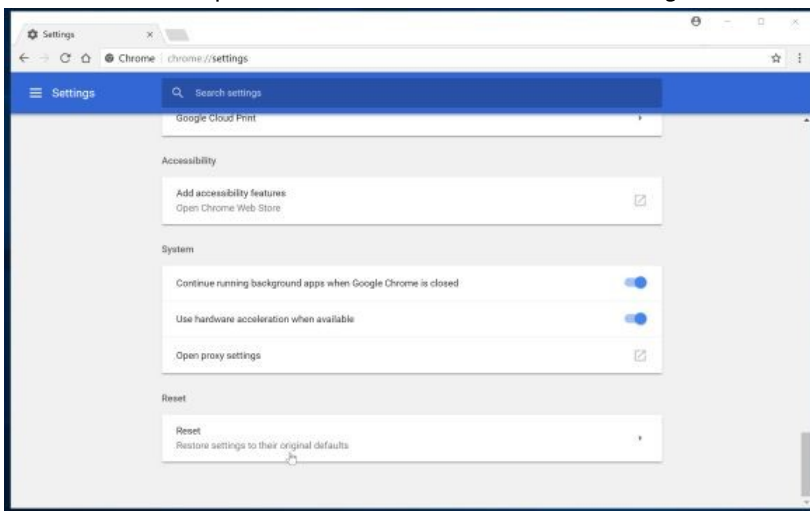 Settings
Chrome chrome://settings
Settings Search settings
Google Cloud Print
Accessibility
Add accessibility features
Open Chrome Web Store
System
Continue running background apps when Google Chrome is closed
Use hardware acceleration when available
Open proxy settings
Reset
Reset
Restore settings to their original defaults